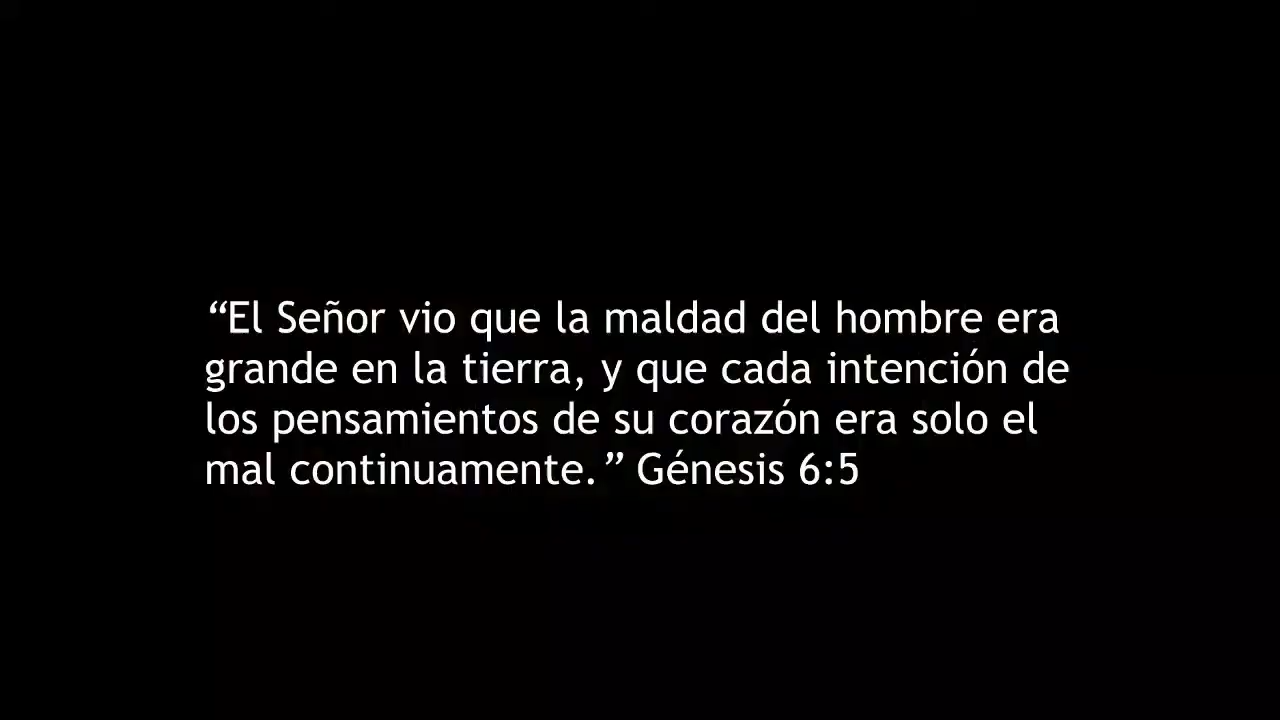 “El Señor vio que la maldad del hombre era
grande en la tierra, y que cada intención de
los pensamientos de su corazón era solo el
mal continuamente.” Génesis 6:5